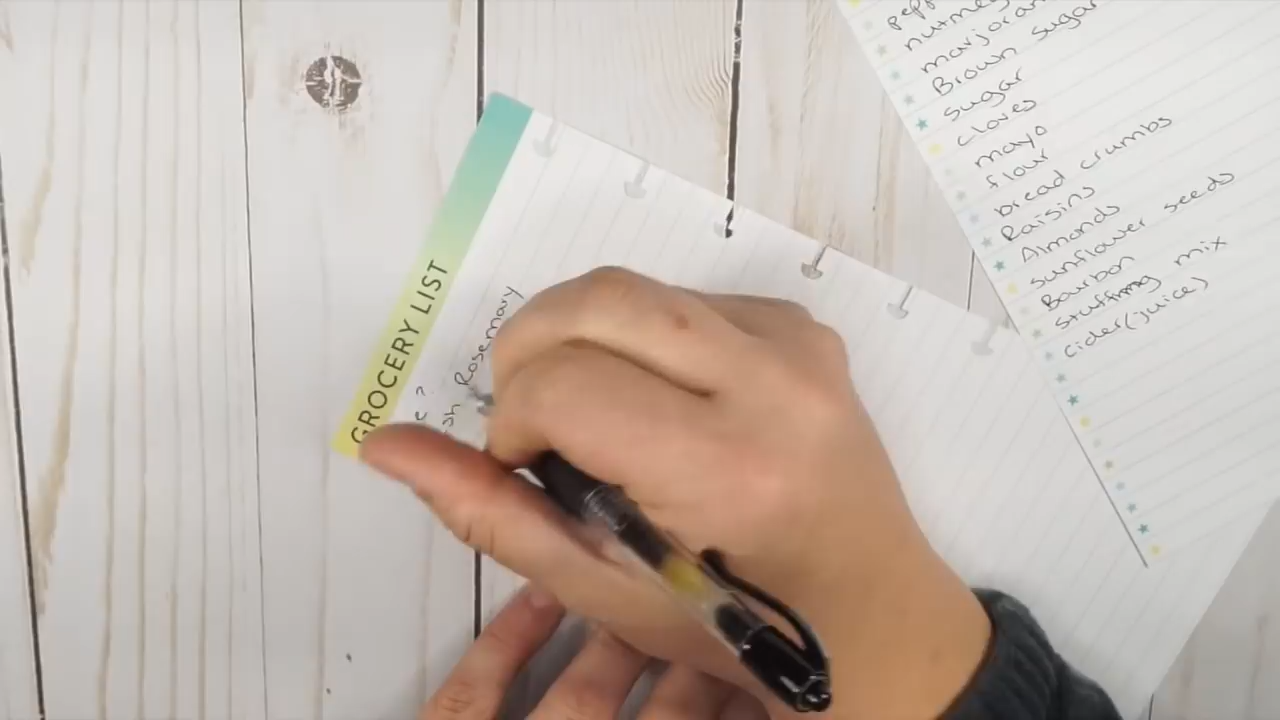 GROCERY LIST
Rosemary
nutmeg
marjoram
Brown sugar
sugar
cloves
mayo
flour
bread crumbs
Raisins
Almonds
sunflower seeds
Bourbon
stuffing mix
cider(juice)